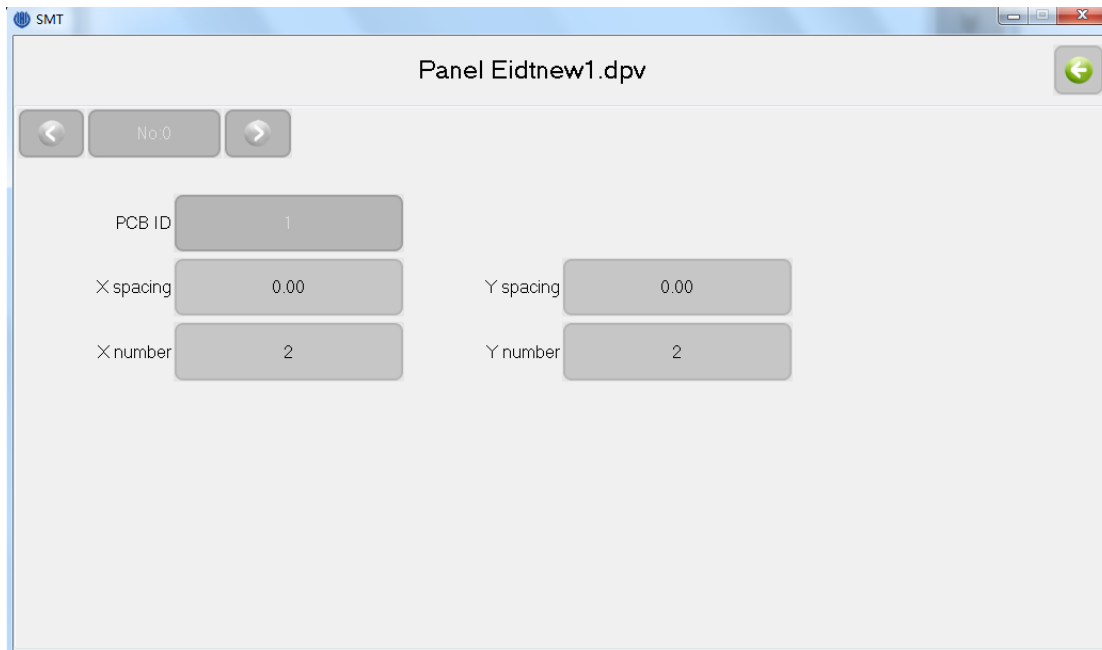 SMT
Panel Eidtnew1.dpv
No:0
PCB ID 1
X spacing 0.00 Y spacing 0.00
X number 2 Y number 2